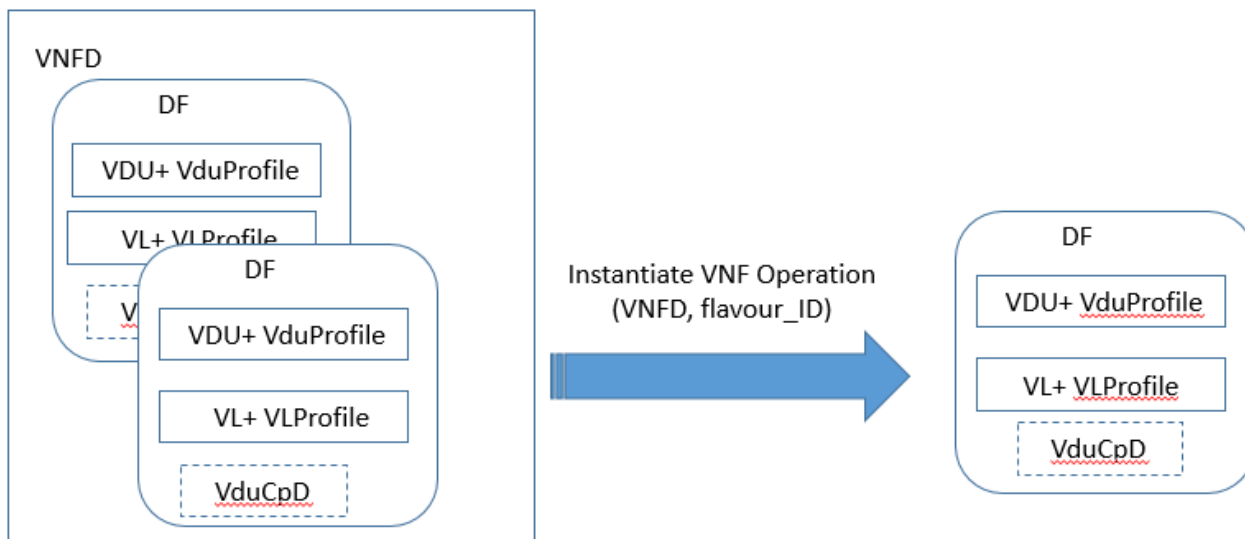 VNFD
DF
VDU+ VduProfile
VL+ VLProfile
V
DF
VDU+ VduProfile
VL+ VLProfile
VduCpD
Instantiate VNF Operation
(VNFD, flavour_ID)
DF
VDU+ VduProfile
VL+ VLProfile
VduCpD